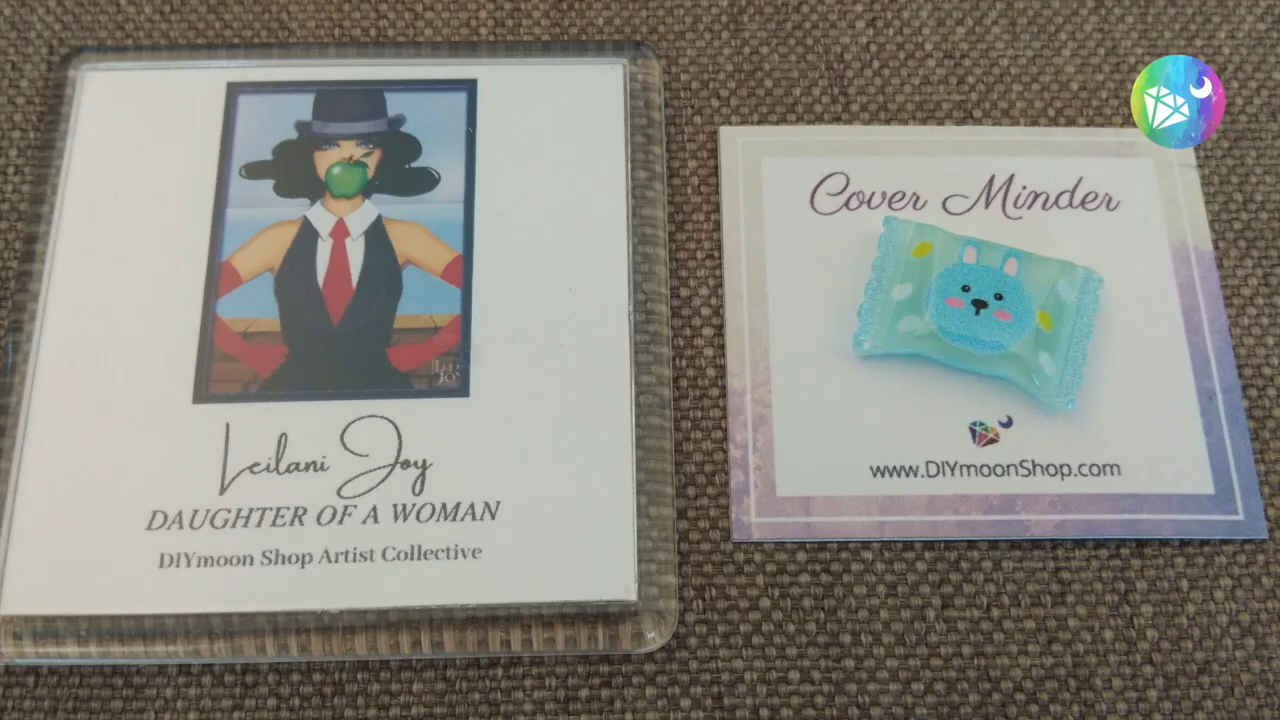 Leilani Joy
DAUGHTER OF A WOMAN
DIYmoon Shop Artist Collective
Cover Minder
www.DIYmoonShop.com